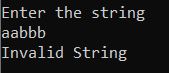 Enter the string
aabbb
Invalid String